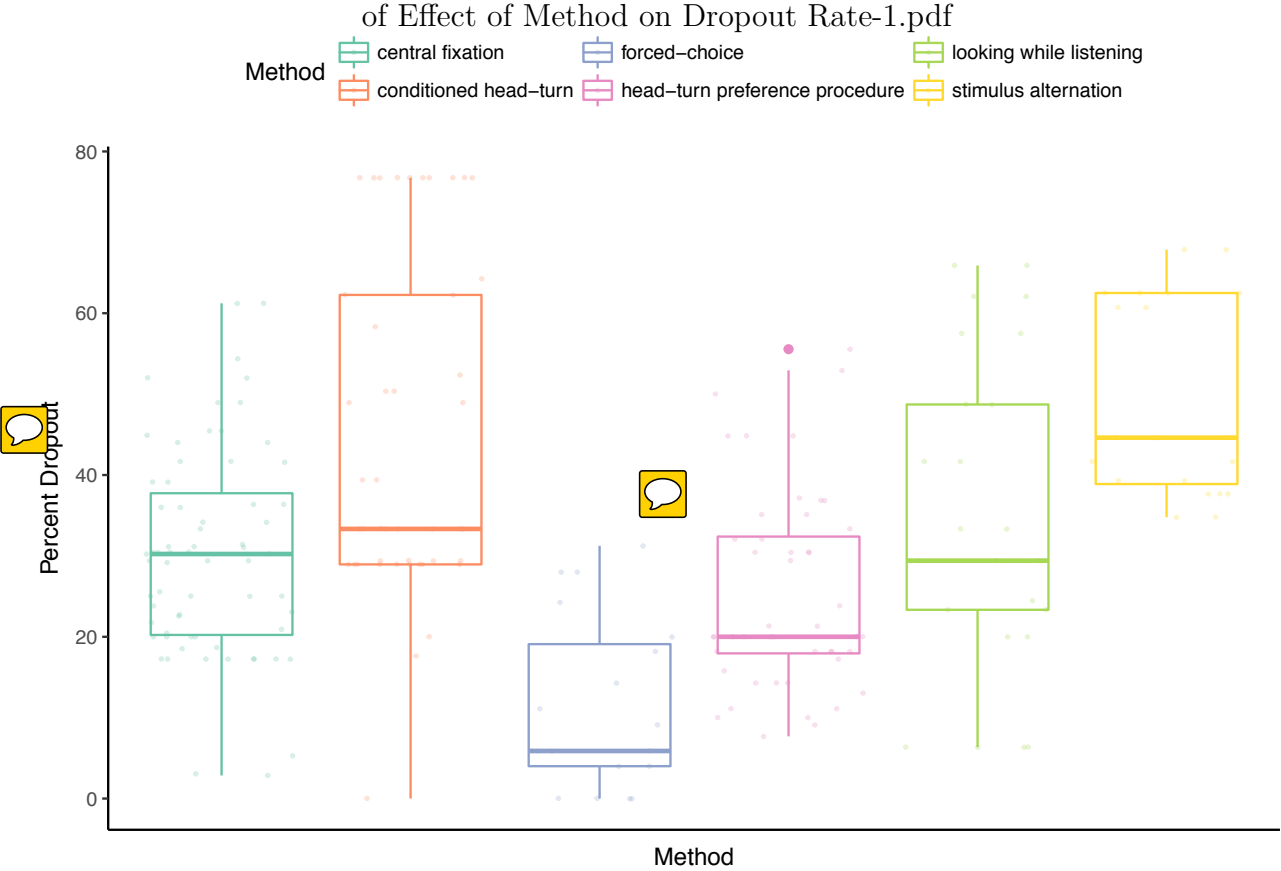 of Effect of Method on Dropout Rate-1.pdf
Method
central fixation
forced−choice
looking while listening
conditioned head−turn
head−turn preference procedure
stimulus alternation
80
60
40
20
0
Percent Dropout
Method